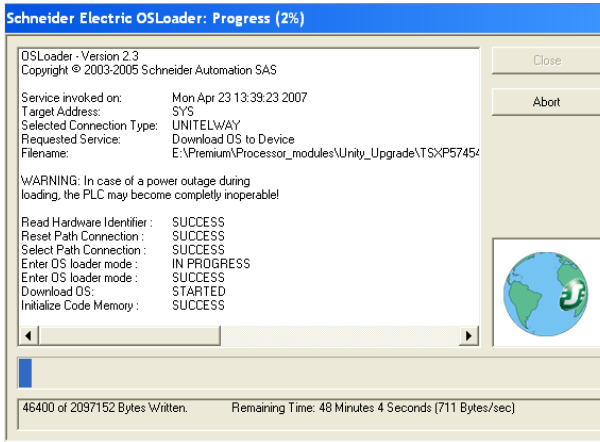 Schneider Electric OSLoader: Progress (2%)
OSLoader - Version 2.3
Copyright © 2003-2005 Schneider Automation SAS
Service invoked on: Mon Apr 23 13:39:23 2007
Target Address: SYS
Selected Connection Type: UNITELWAY
Requested Service: Download OS to Device
Filename: E:\Premium\Processor_modules\Unity_Upgrade\TSXP57454
WARNING: In case of a power outage during
loading, the PLC may become completly inoperable!
Read Hardware Identifier : SUCCESS
Reset Path Connection : SUCCESS
Select Path Connection : SUCCESS
Enter OS loader mode : IN PROGRESS
Enter OS loader mode : SUCCESS
Download OS: STARTED
Initialize Code Memory : SUCCESS
Close
Abort
46400 of 2097152 Bytes Written. Remaining Time: 48 Minutes 4 Seconds (711 Bytes/sec)